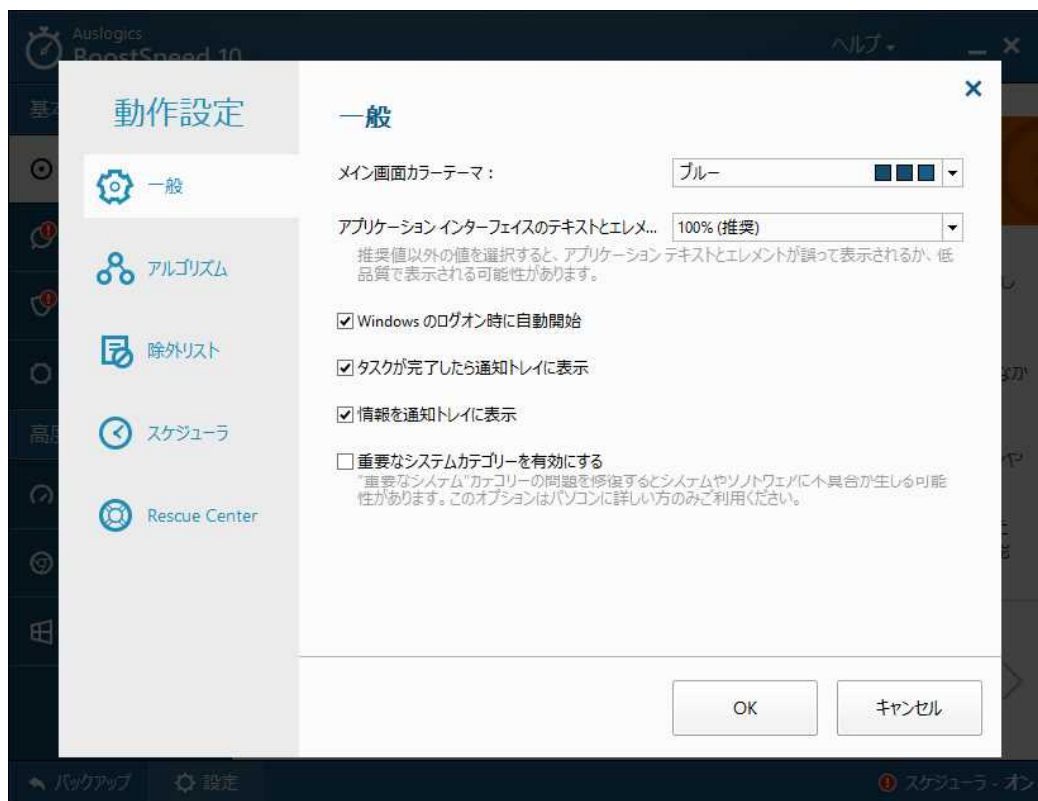 Auslogics
BoostSpeed 10
ヘルプ
動作設定
一般
アルゴリズム
除外リスト
スケジューラ
Rescue Center
一般
メイン画面カラーテーマ：
ブルー
アプリケーション インターフェイスのテキストとエレメ...
100% (推奨)
推奨値以外の値を選択すると、アプリケーション テキストとエレメントが誤って表示されるか、低
品質で表示される可能性があります。
Windows のログオン時に自動開始
タスクが完了したら通知トレイに表示
情報を通知トレイに表示
重要なシステムカテゴリーを有効にする
"重要なシステム"カテゴリーの問題を修復するとシステムやソフトウェアに不具合が生じる可能
性があります。このオプションはパソコンに詳しい方のみご利用ください。
OK
キャンセル
バックアップ
設定
スケジューラ - オン